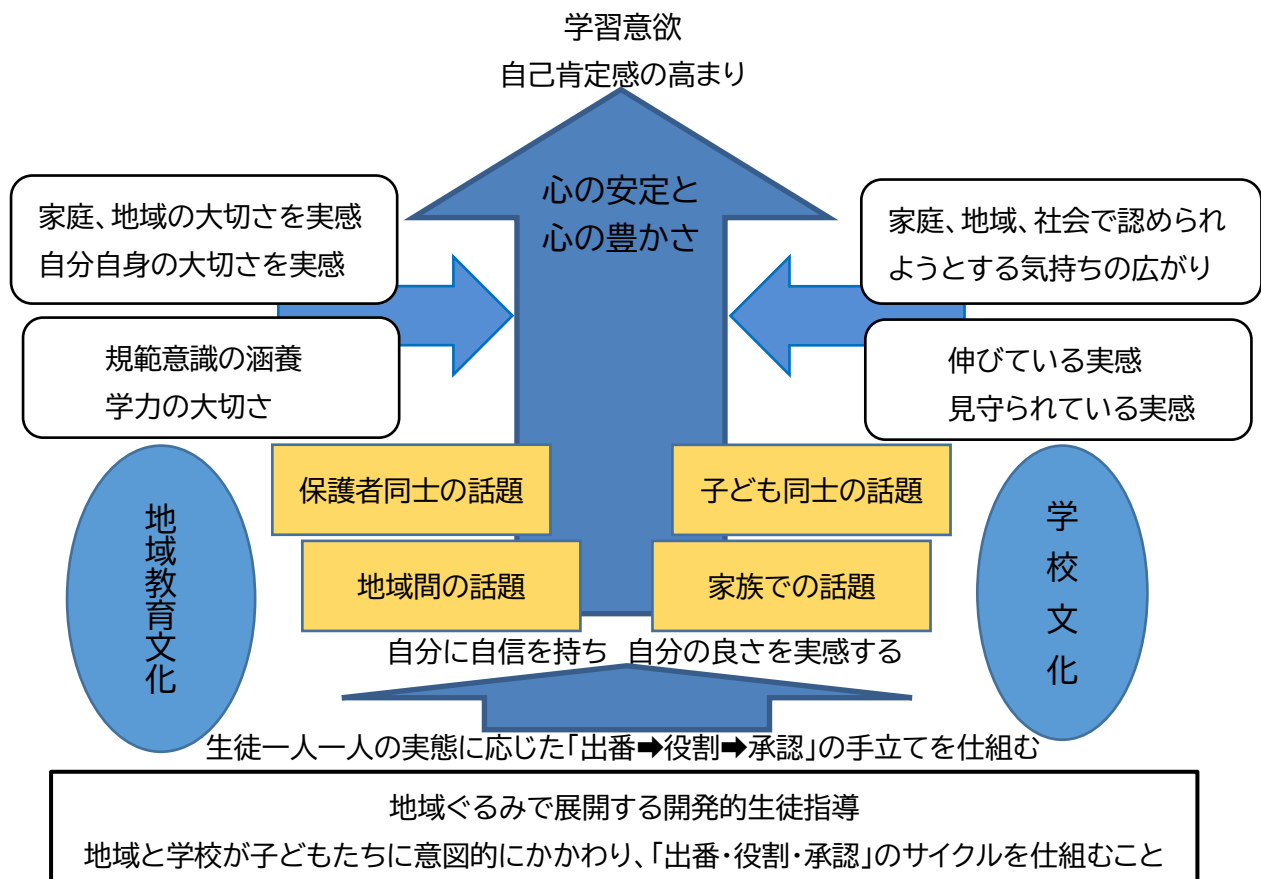 学習意欲
自己肯定感の高まり
心の安定と
心の豊かさ
家庭、地域の大切さを実感
自分自身の大切さを実感
家庭、地域、社会で認められ
ようとする気持ちの広がり
規範意識の涵養
学力の大切さ
伸びている実感
見守られている実感
保護者同士の話題
子ども同士の話題
地域間の話題
家族での話題
地域教育文化
学校文化
自分に自信を持ち 自分の良さを実感する
生徒一人一人の実態に応じた「出番➡役割➡承認」の手立てを仕組む
地域ぐるみで展開する開発的生徒指導
地域と学校が子どもたちに意図的にかかわり、「出番・役割・承認」のサイクルを仕組むこと